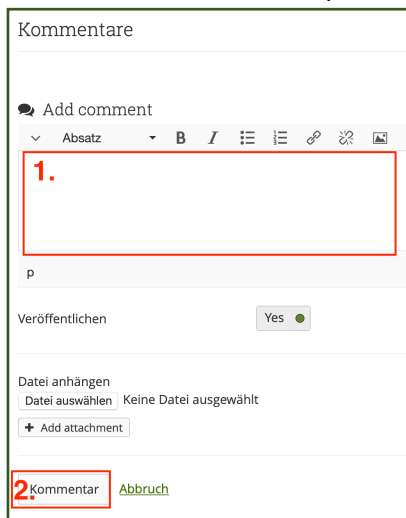 Kommentare
Add comment
Absatz B I
1.
p
Veröffentlichen Yes
Datei anhängen
Datei auswählen Keine Datei ausgewählt
+ Add attachment
2. Kommentar Abbruch